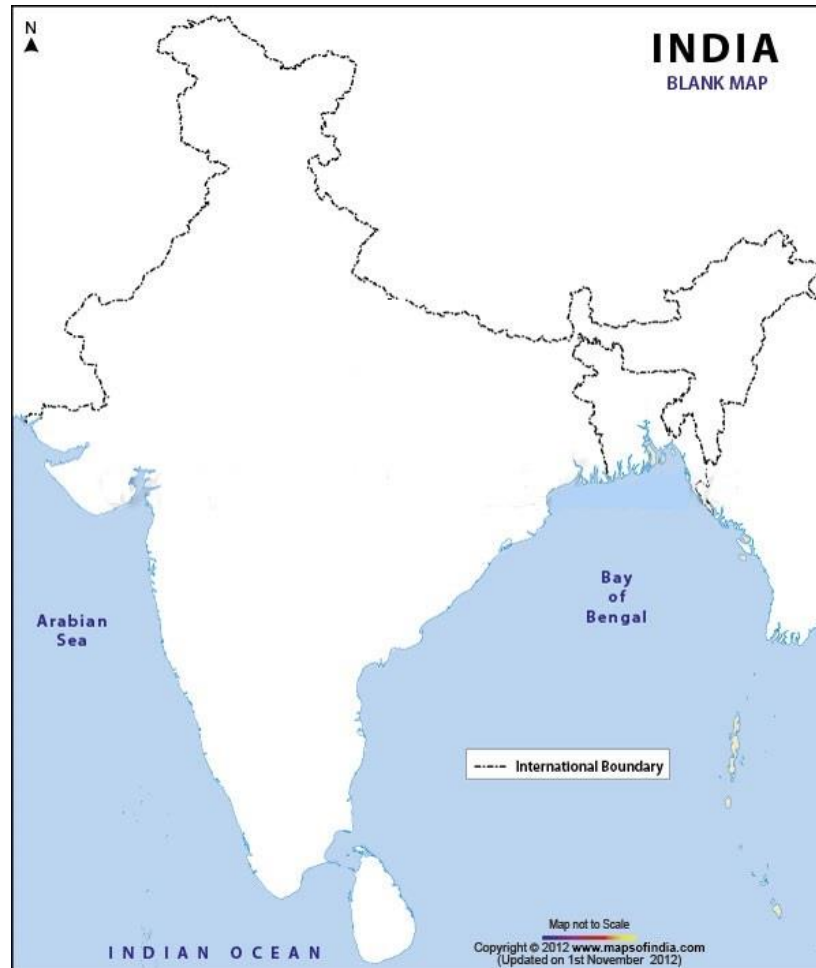 N
INDIA
BLANK MAP
Arabian
Sea
Bay
of
Bengal
International Boundary
INDIAN OCEAN
Map not to Scale
Copyright © 2012 www.mapsofindia.com
(Updated on 1st November 2012)